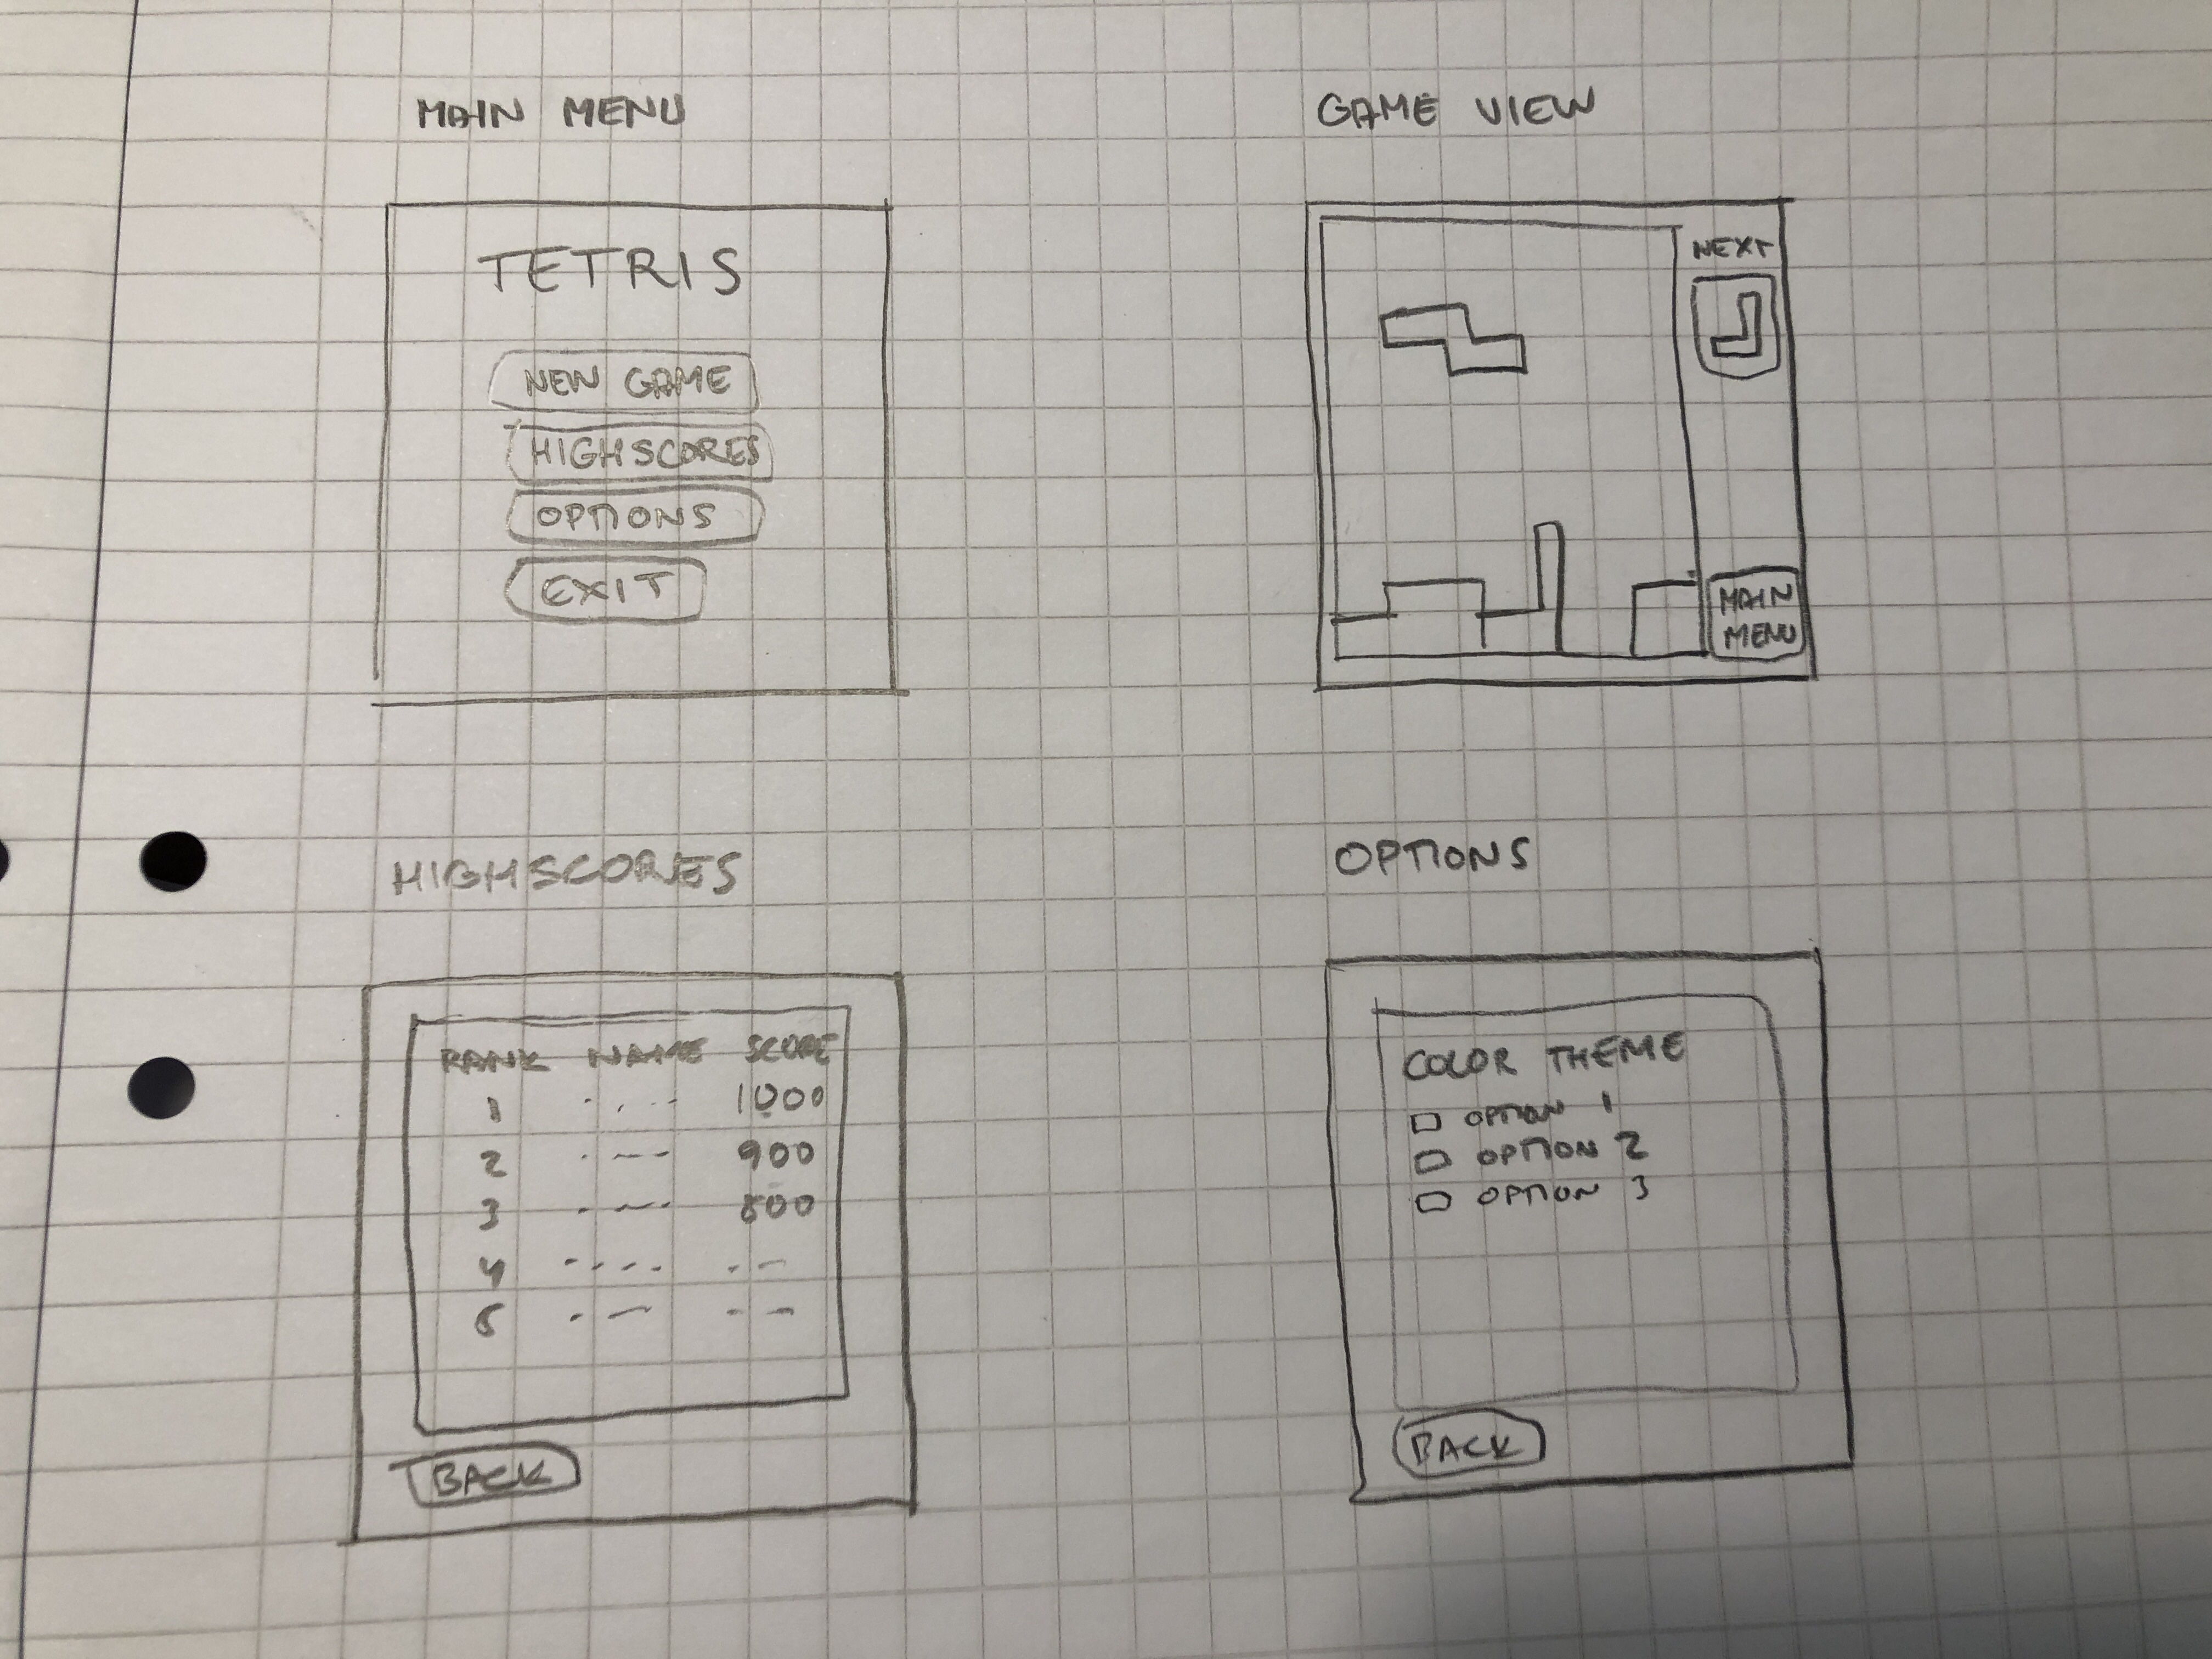 MAIN MENU
TETRIS
NEW GAME
HIGHSCORES
OPTIONS
EXIT
GAME VIEW
NEXT
MAIN
MENU
HIGHSCORES
RANK NAME SCORE
1 1000
2 900
3 800
4
5
BACK
OPTIONS
COLOR THEME
OPTION 1
OPTION 2
OPTION 3
BACK